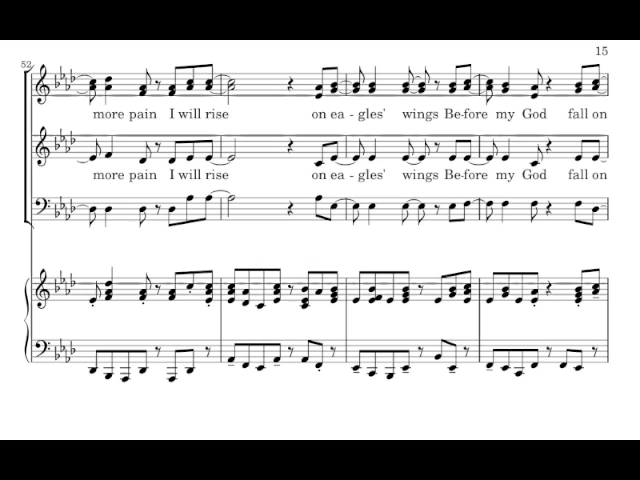 15
52
more pain I will rise on ea - gles' wings Be-fore my God fall on
more pain I will rise on ea - gles' wings Be-fore my God fall on